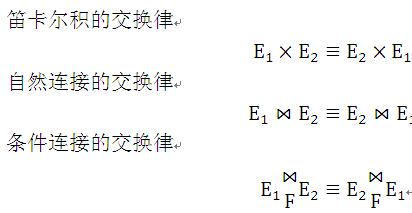 笛卡尔积的交换律
E₁ × E₂ ≡ E₂ × E₁
自然连接的交换律
E₁ ⋈ E₂ ≡ E₂ ⋈ E₁
条件连接的交换律
E₁ ⋈F E₂ ≡ E₂ ⋈F E₁